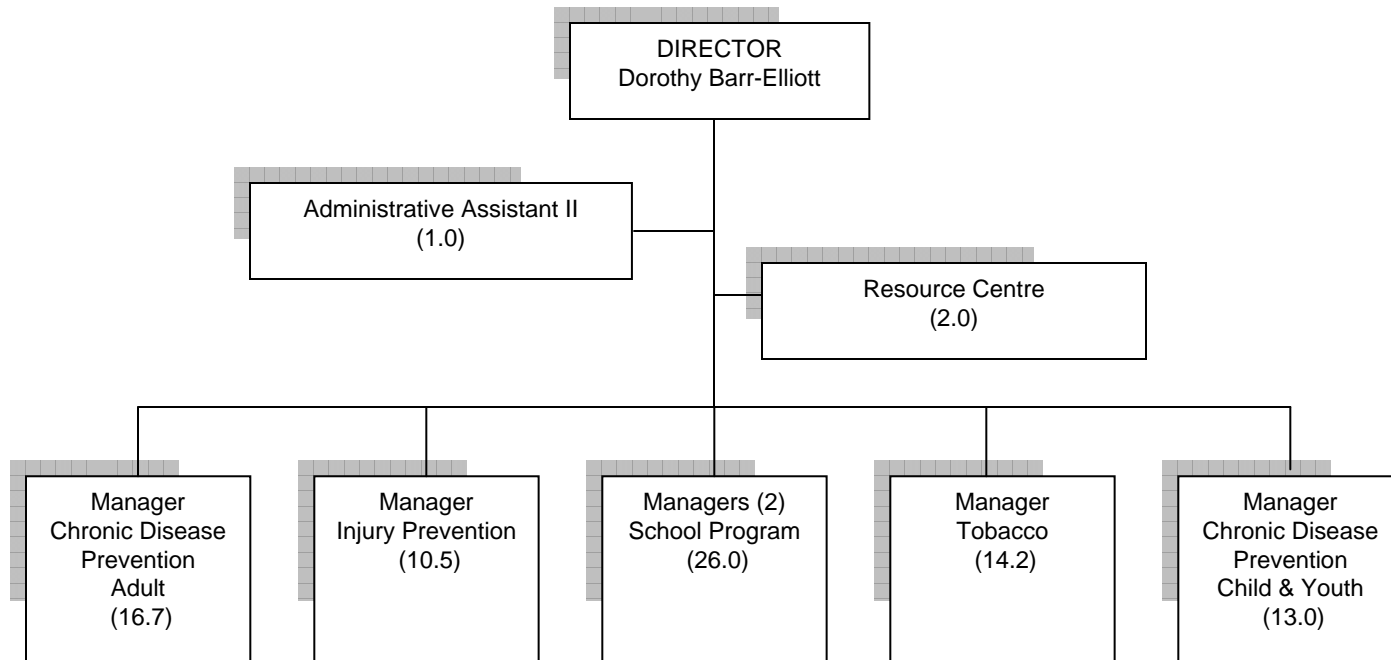 DIRECTOR
Dorothy Barr-Elliott
Administrative Assistant II
(1.0)
Resource Centre
(2.0)
Manager
Chronic Disease
Prevention
Adult
(16.7)
Manager
Injury Prevention
(10.5)
Managers (2)
School Program
(26.0)
Manager
Tobacco
(14.2)
Manager
Chronic Disease
Prevention
Child & Youth
(13.0)